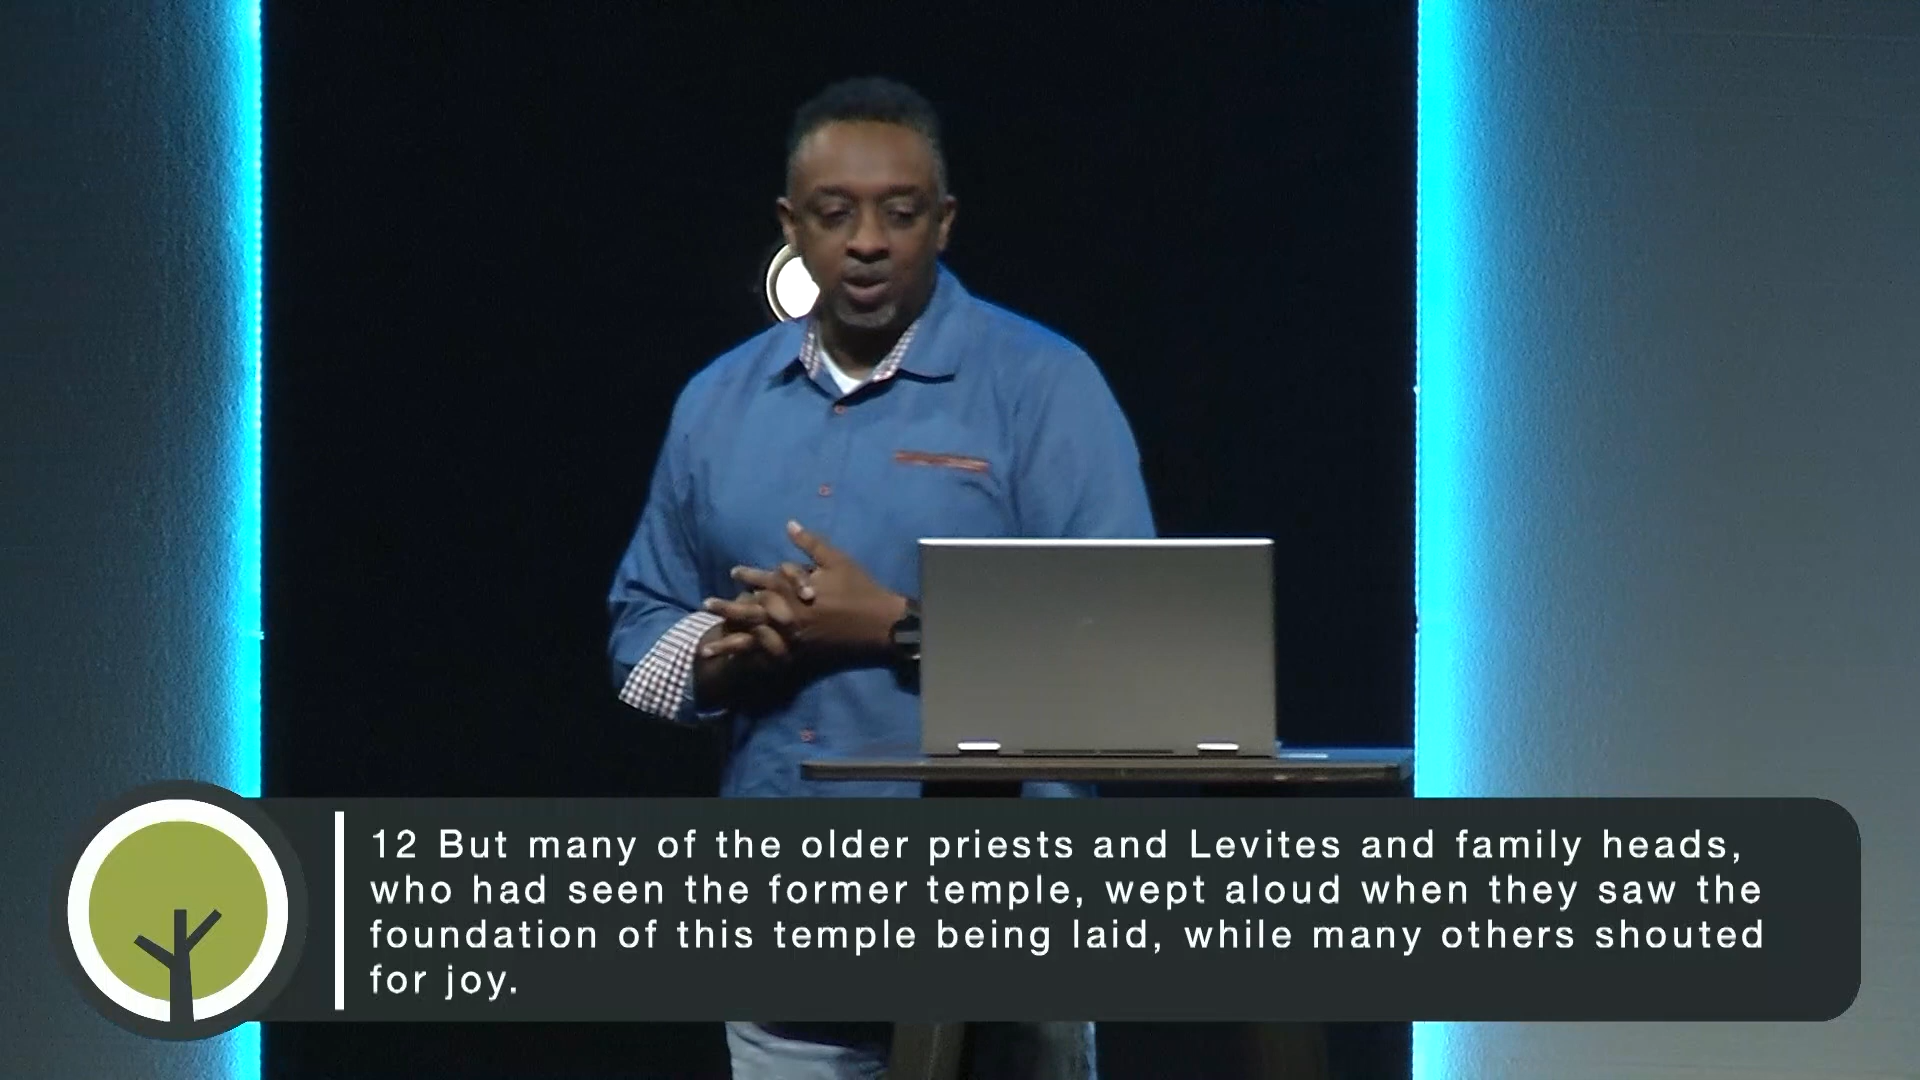 12 But many of the older priests and Levites and family heads,
who had seen the former temple, wept aloud when they saw the
foundation of this temple being laid, while many others shouted
for joy.